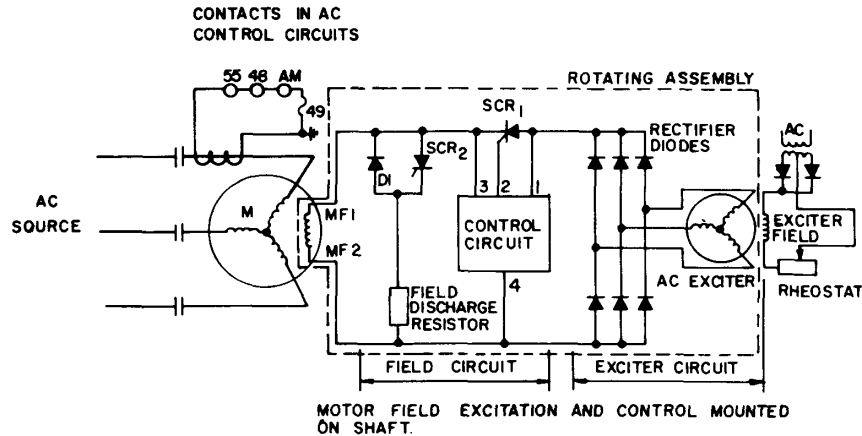 CONTACTS IN AC
CONTROL CIRCUITS
55 48 AM
49
ROTATING ASSEMBLY
SCR1
RECTIFIER
DIODES
AC
SCR2
D1
3 2 1
AC
SOURCE
M
MF1
MF2
CONTROL
CIRCUIT
EXCITER
FIELD
4
AC EXCITER
RHEOSTAT
FIELD
DISCHARGE
RESISTOR
FIELD CIRCUIT
EXCITER CIRCUIT
MOTOR FIELD EXCITATION AND CONTROL MOUNTED
ON SHAFT.